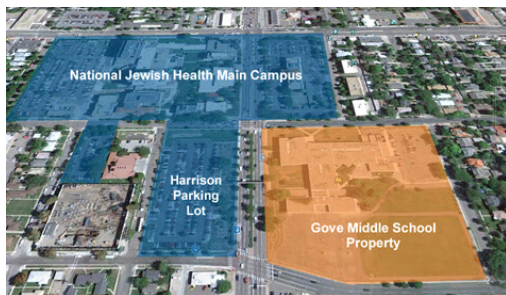 National Jewish Health Main Campus
Harrison
Parking
Lot
Gove Middle School
Property